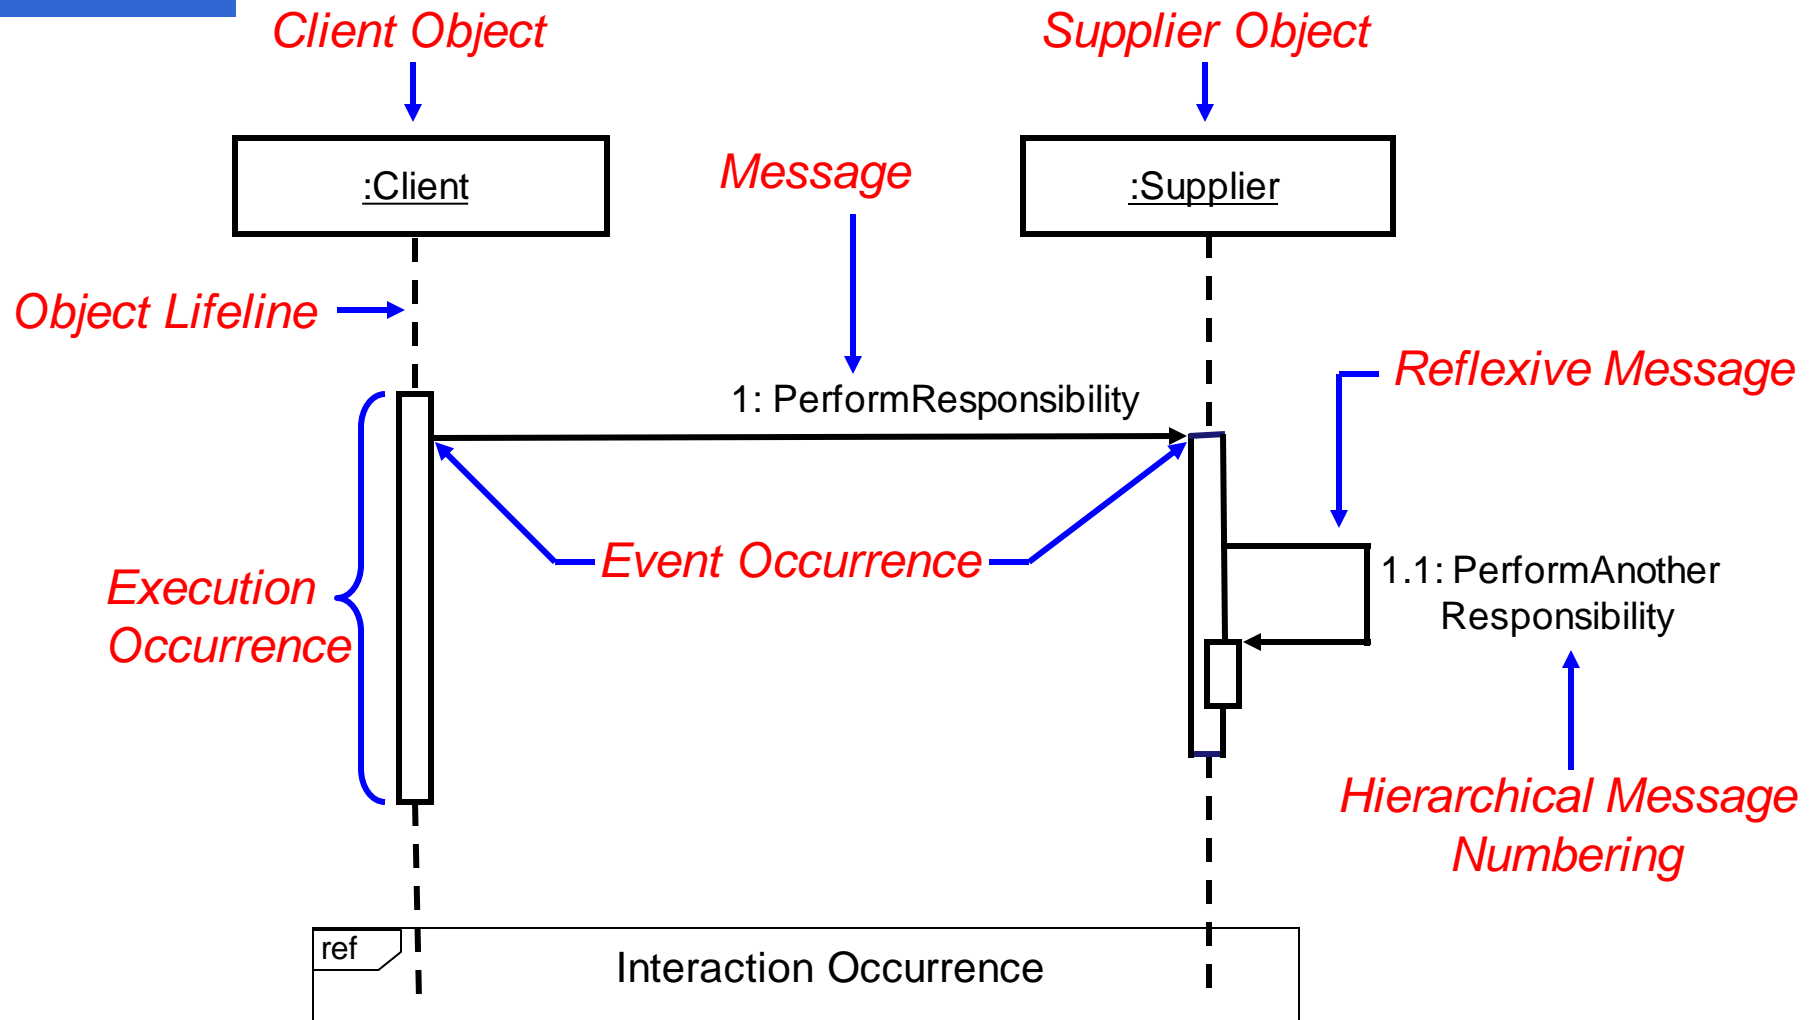 Client Object
Supplier Object
:Client
Message
:Supplier
Object Lifeline
Reflexive Message
1: PerformResponsibility
Event Occurrence
1.1: PerformAnother
Responsibility
Execution
Occurrence
Hierarchical Message
Numbering
ref
Interaction Occurrence